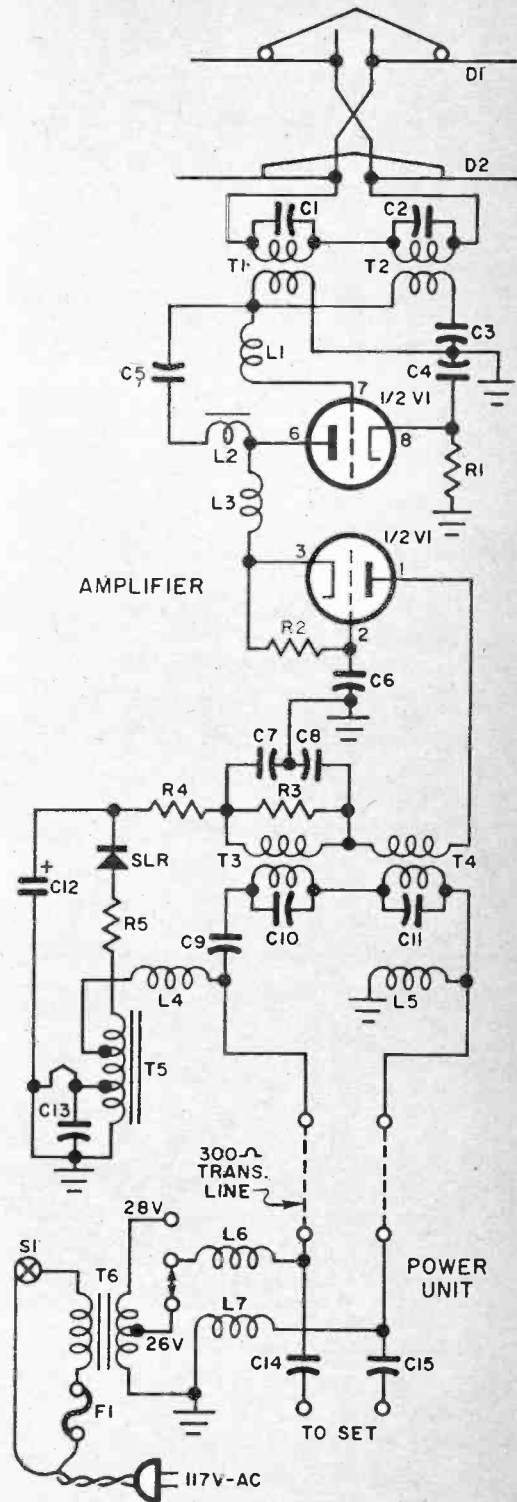 D1
D2
C1
C2
T1
T2
C3
L1
C5
C4
7
1/2 V1
6
8
L2
R1
L3
1/2 V1
3
1
AMPLIFIER
R2
2
C6
C7
C8
R4
R3
SLR
T3
T4
C12
+
R5
C10
C11
C9
L4
L5
T5
C13
300Ω
TRANS.
LINE
28V
S1
L6
POWER
UNIT
T6
L7
26V
C14
C15
F1
TO SET
117V-AC